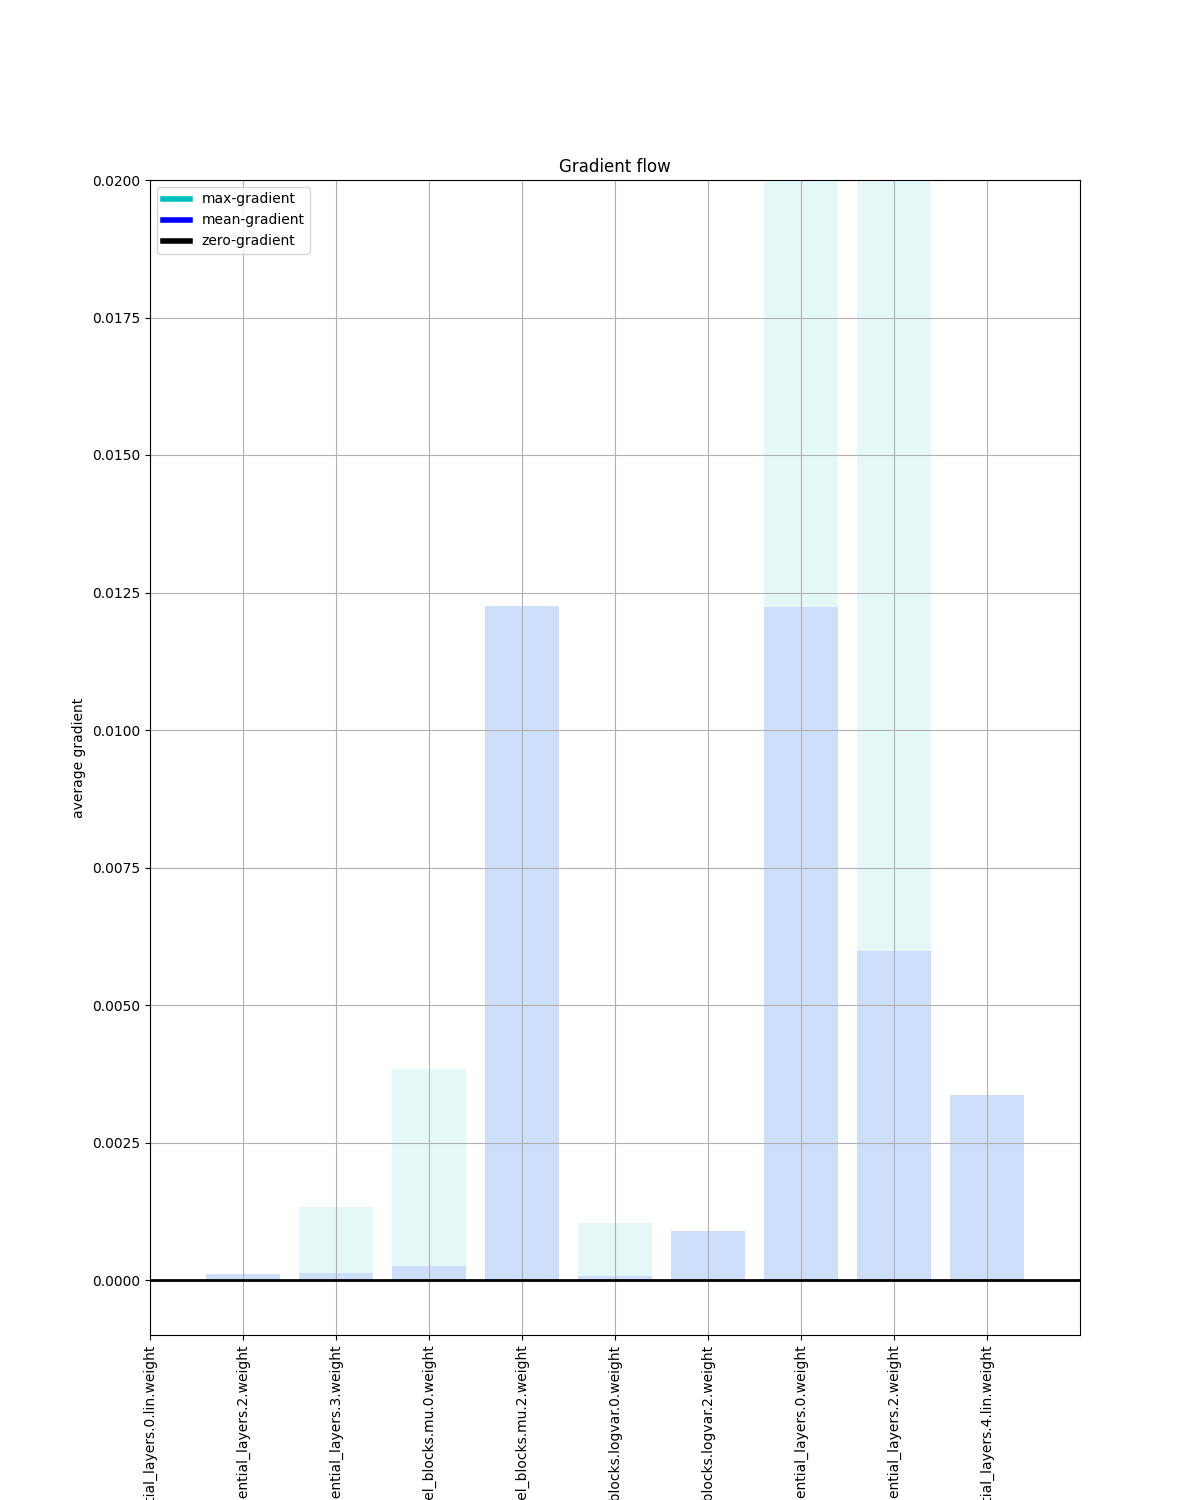 Gradient flow
max-gradient
mean-gradient
zero-gradient
0.0200
0.0175
0.0150
0.0125
0.0100
0.0075
0.0050
0.0025
0.0000
average gradient
tial_layers.0.lin.weight
ential_layers.2.weight
ential_layers.3.weight
el_blocks.mu.0.weight
el_blocks.mu.2.weight
blocks.logvar.0.weight
blocks.logvar.2.weight
ential_layers.0.weight
ential_layers.2.weight
tial_layers.4.lin.weight